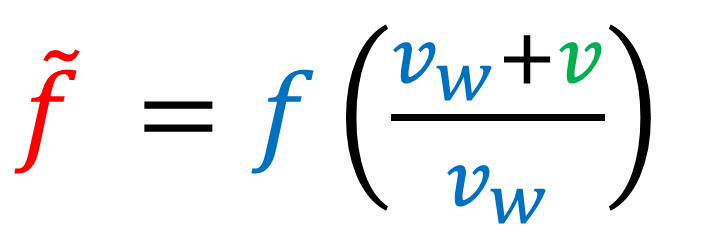 f̃ = f ((v_w + v) / v_w)